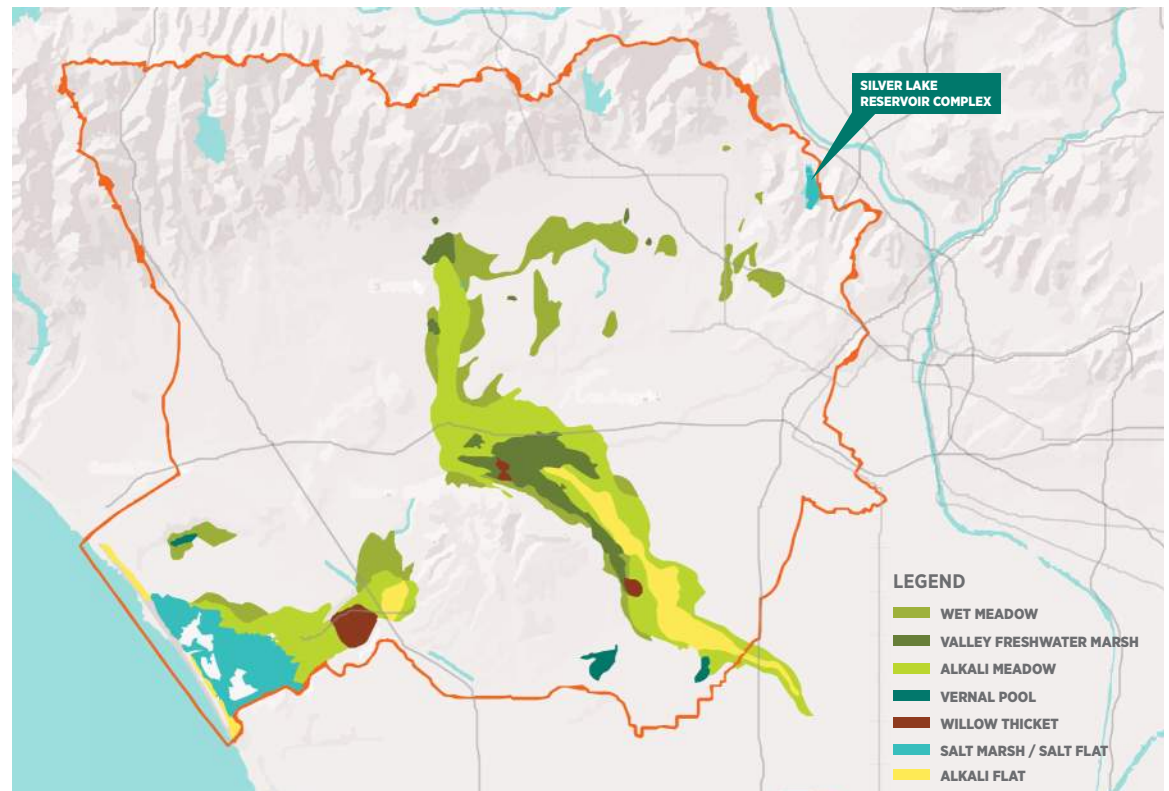 SILVER LAKE
RESERVOIR COMPLEX
LEGEND
WET MEADOW
VALLEY FRESHWATER MARSH
ALKALI MEADOW
VERNAL POOL
WILLOW THICKET
SALT MARSH / SALT FLAT
ALKALI FLAT